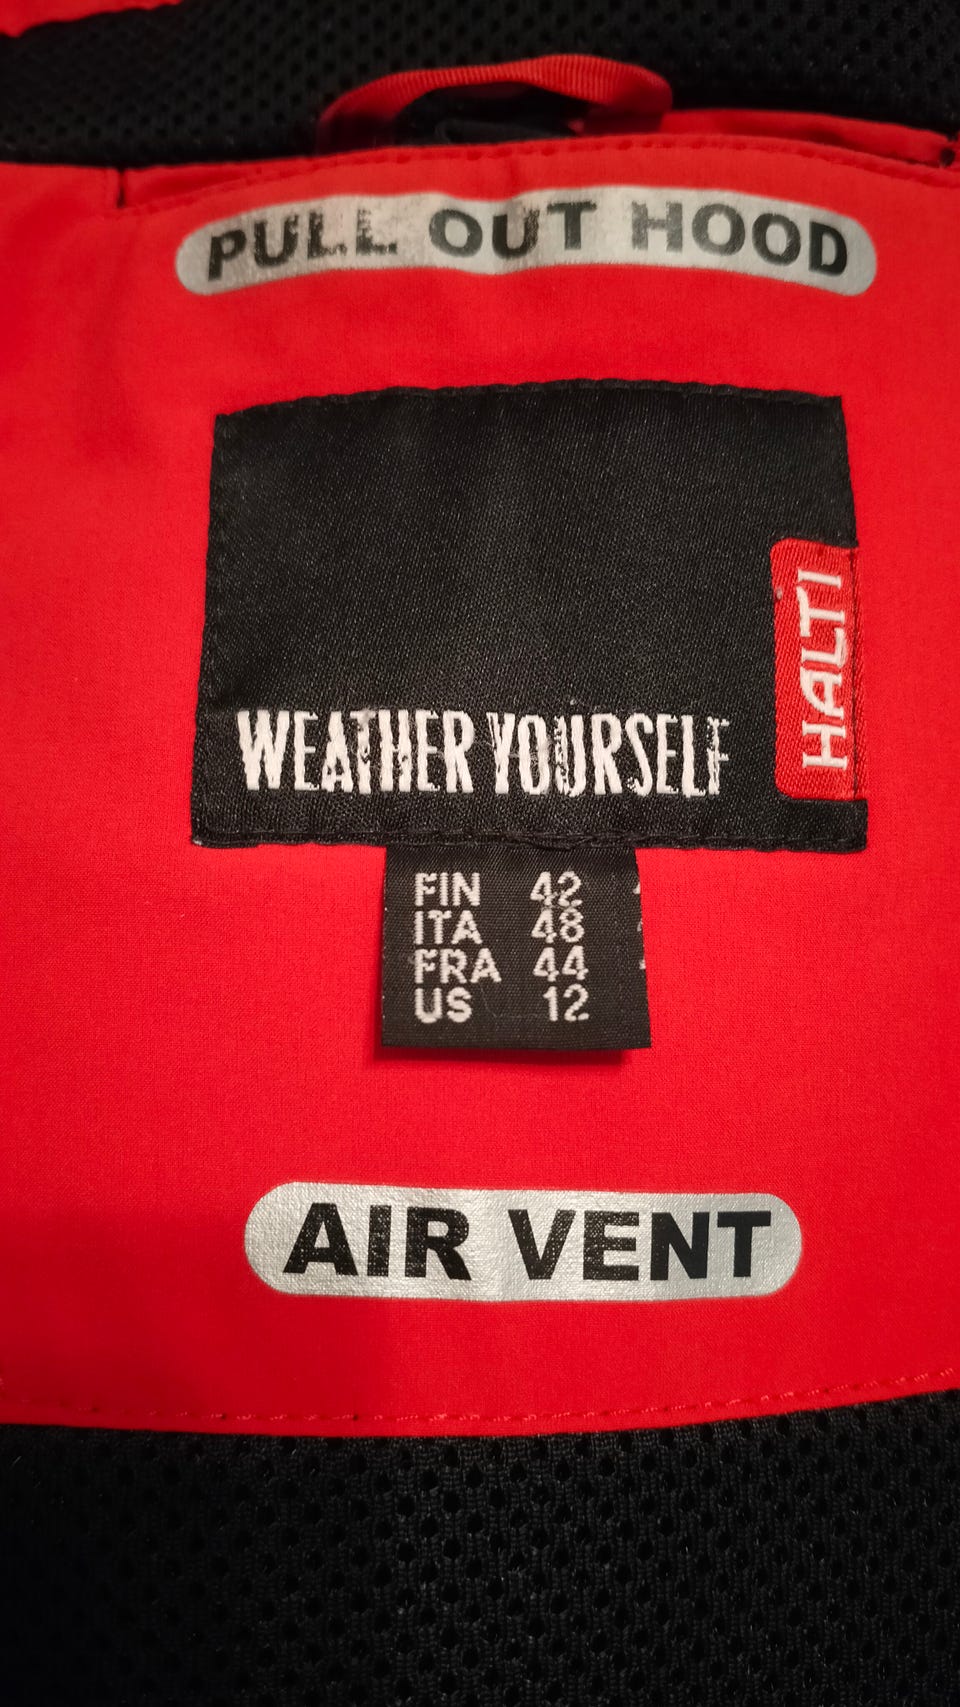 PULL OUT HOOD
HALTI
WEATHER YOURSELF
FIN 42
ITA 48
FRA 44
US 12
AIR VENT